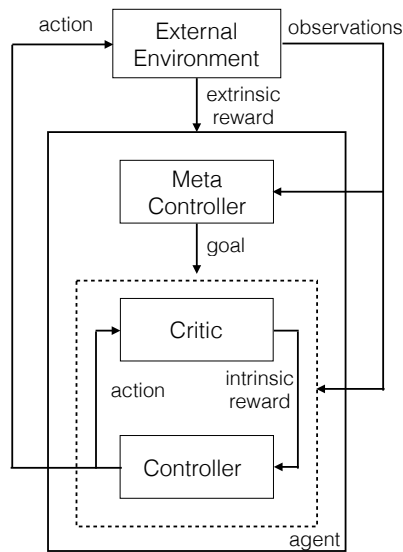 action
External
Environment
observations
extrinsic
reward
Meta
Controller
goal
Critic
action
intrinsic
reward
Controller
agent